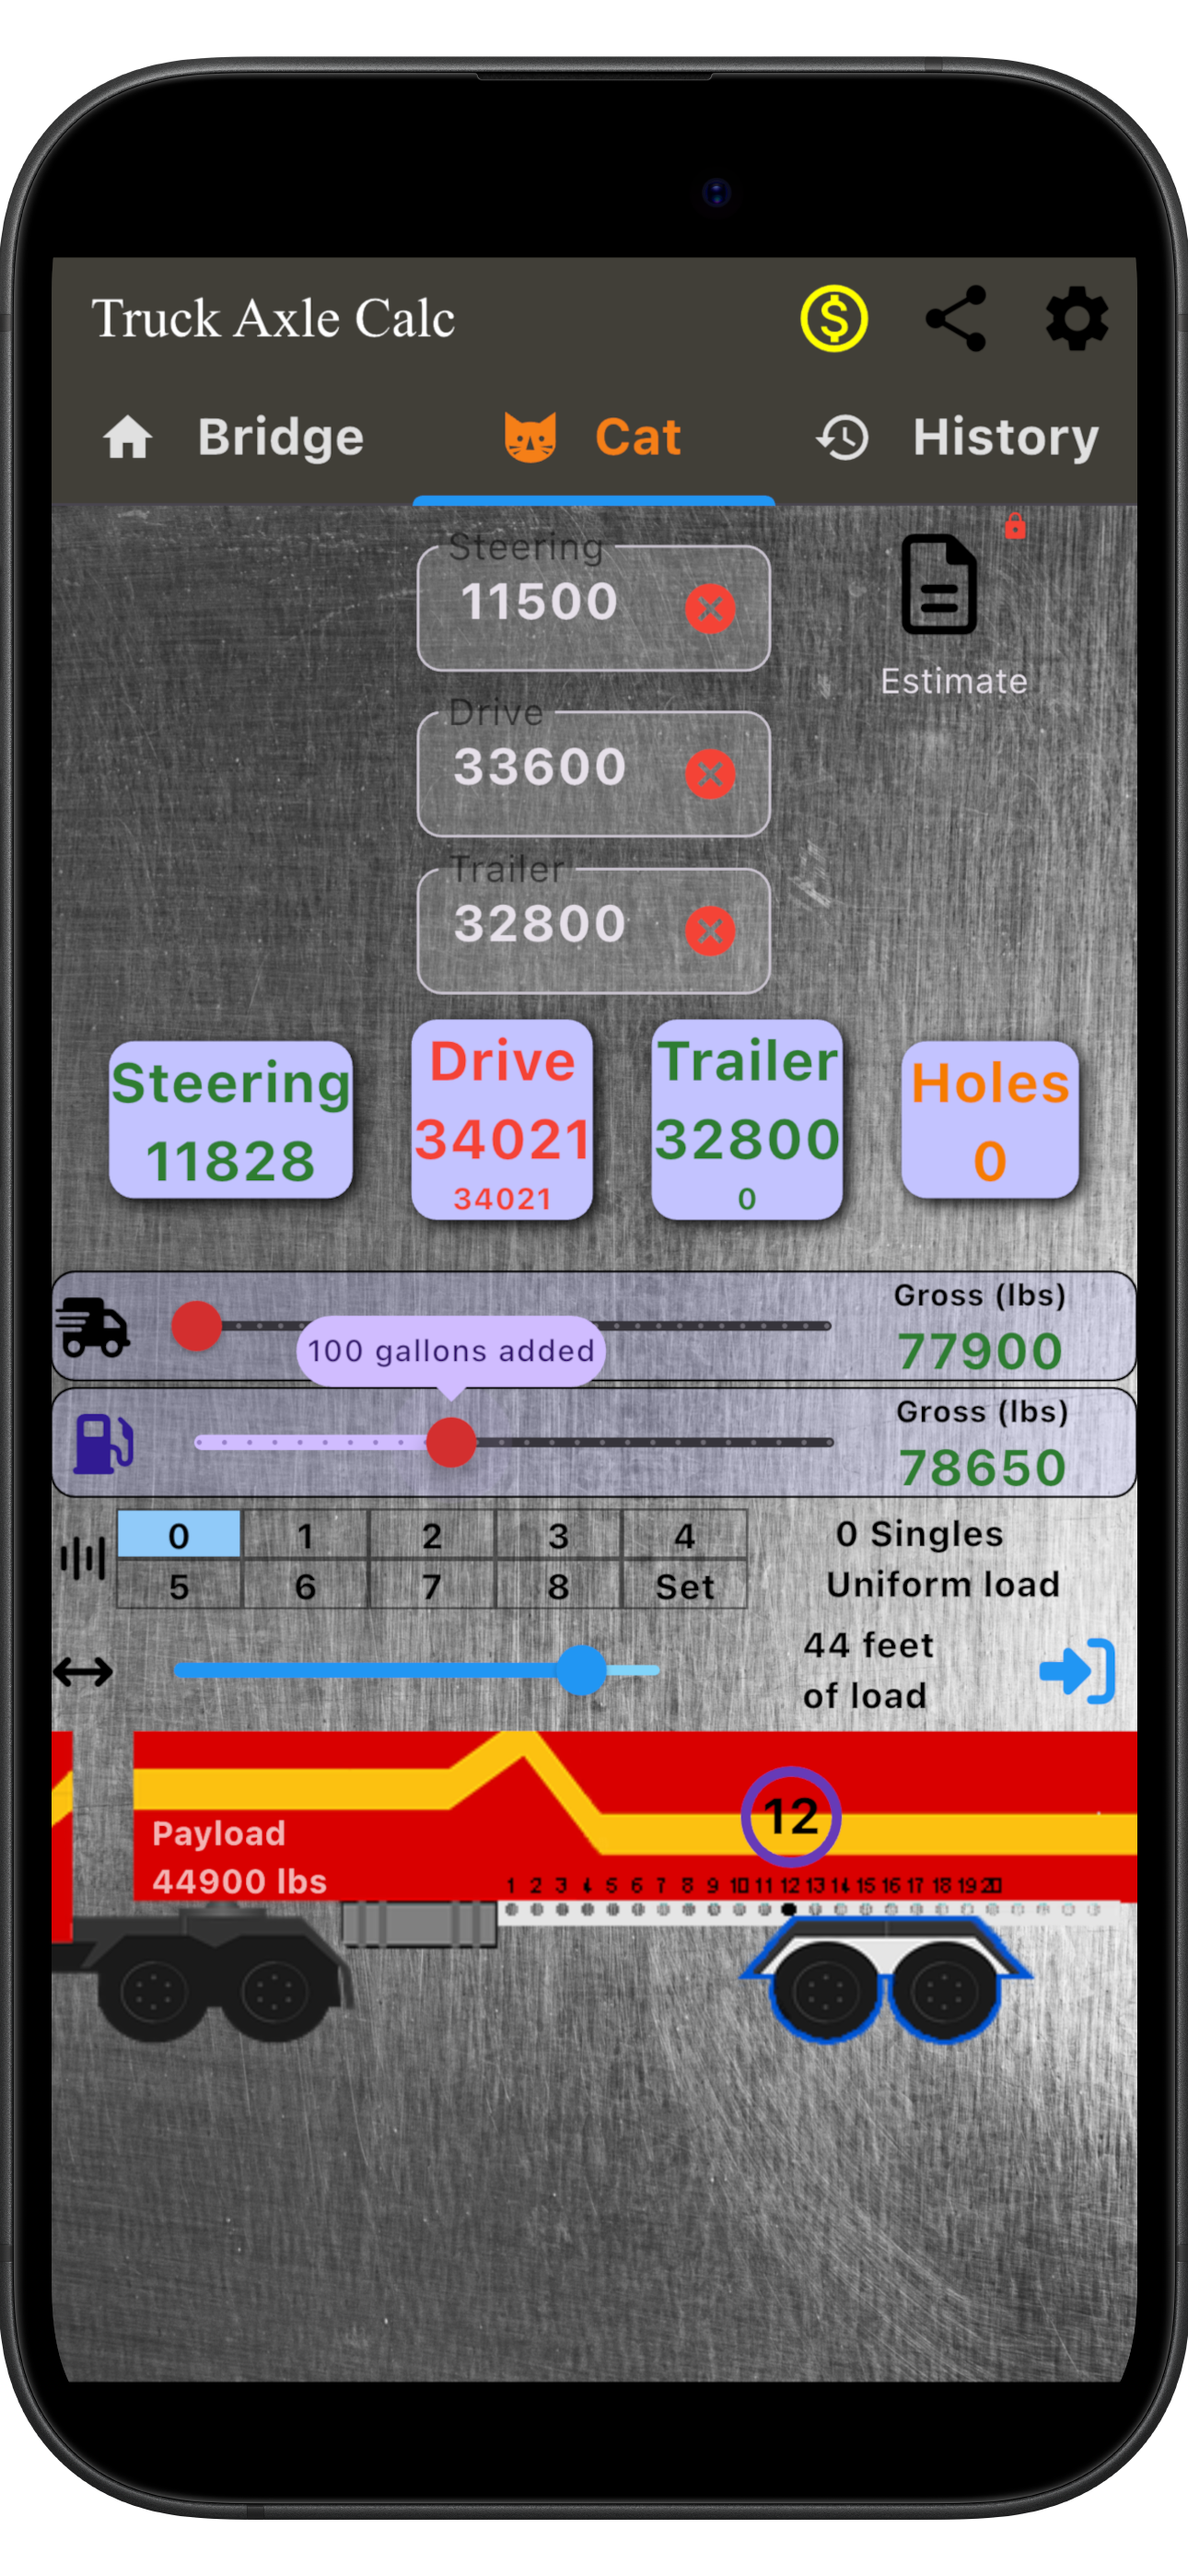 Truck Axle Calc
Bridge Cat History
Steering
11500
Estimate
Drive
33600
Trailer
32800
Steering
11828
Drive
34021
34021
Trailer
32800
0
Holes
0
Gross (lbs)
77900
100 gallons added
Gross (lbs)
78650
0 1 2 3 4
5 6 7 8 Set
0 Singles
Uniform load
44 feet
of load
12
Payload
44900 lbs
1 2 3 4 5 6 7 8 9 10 11 12 13 14 15 16 17 18 19 20